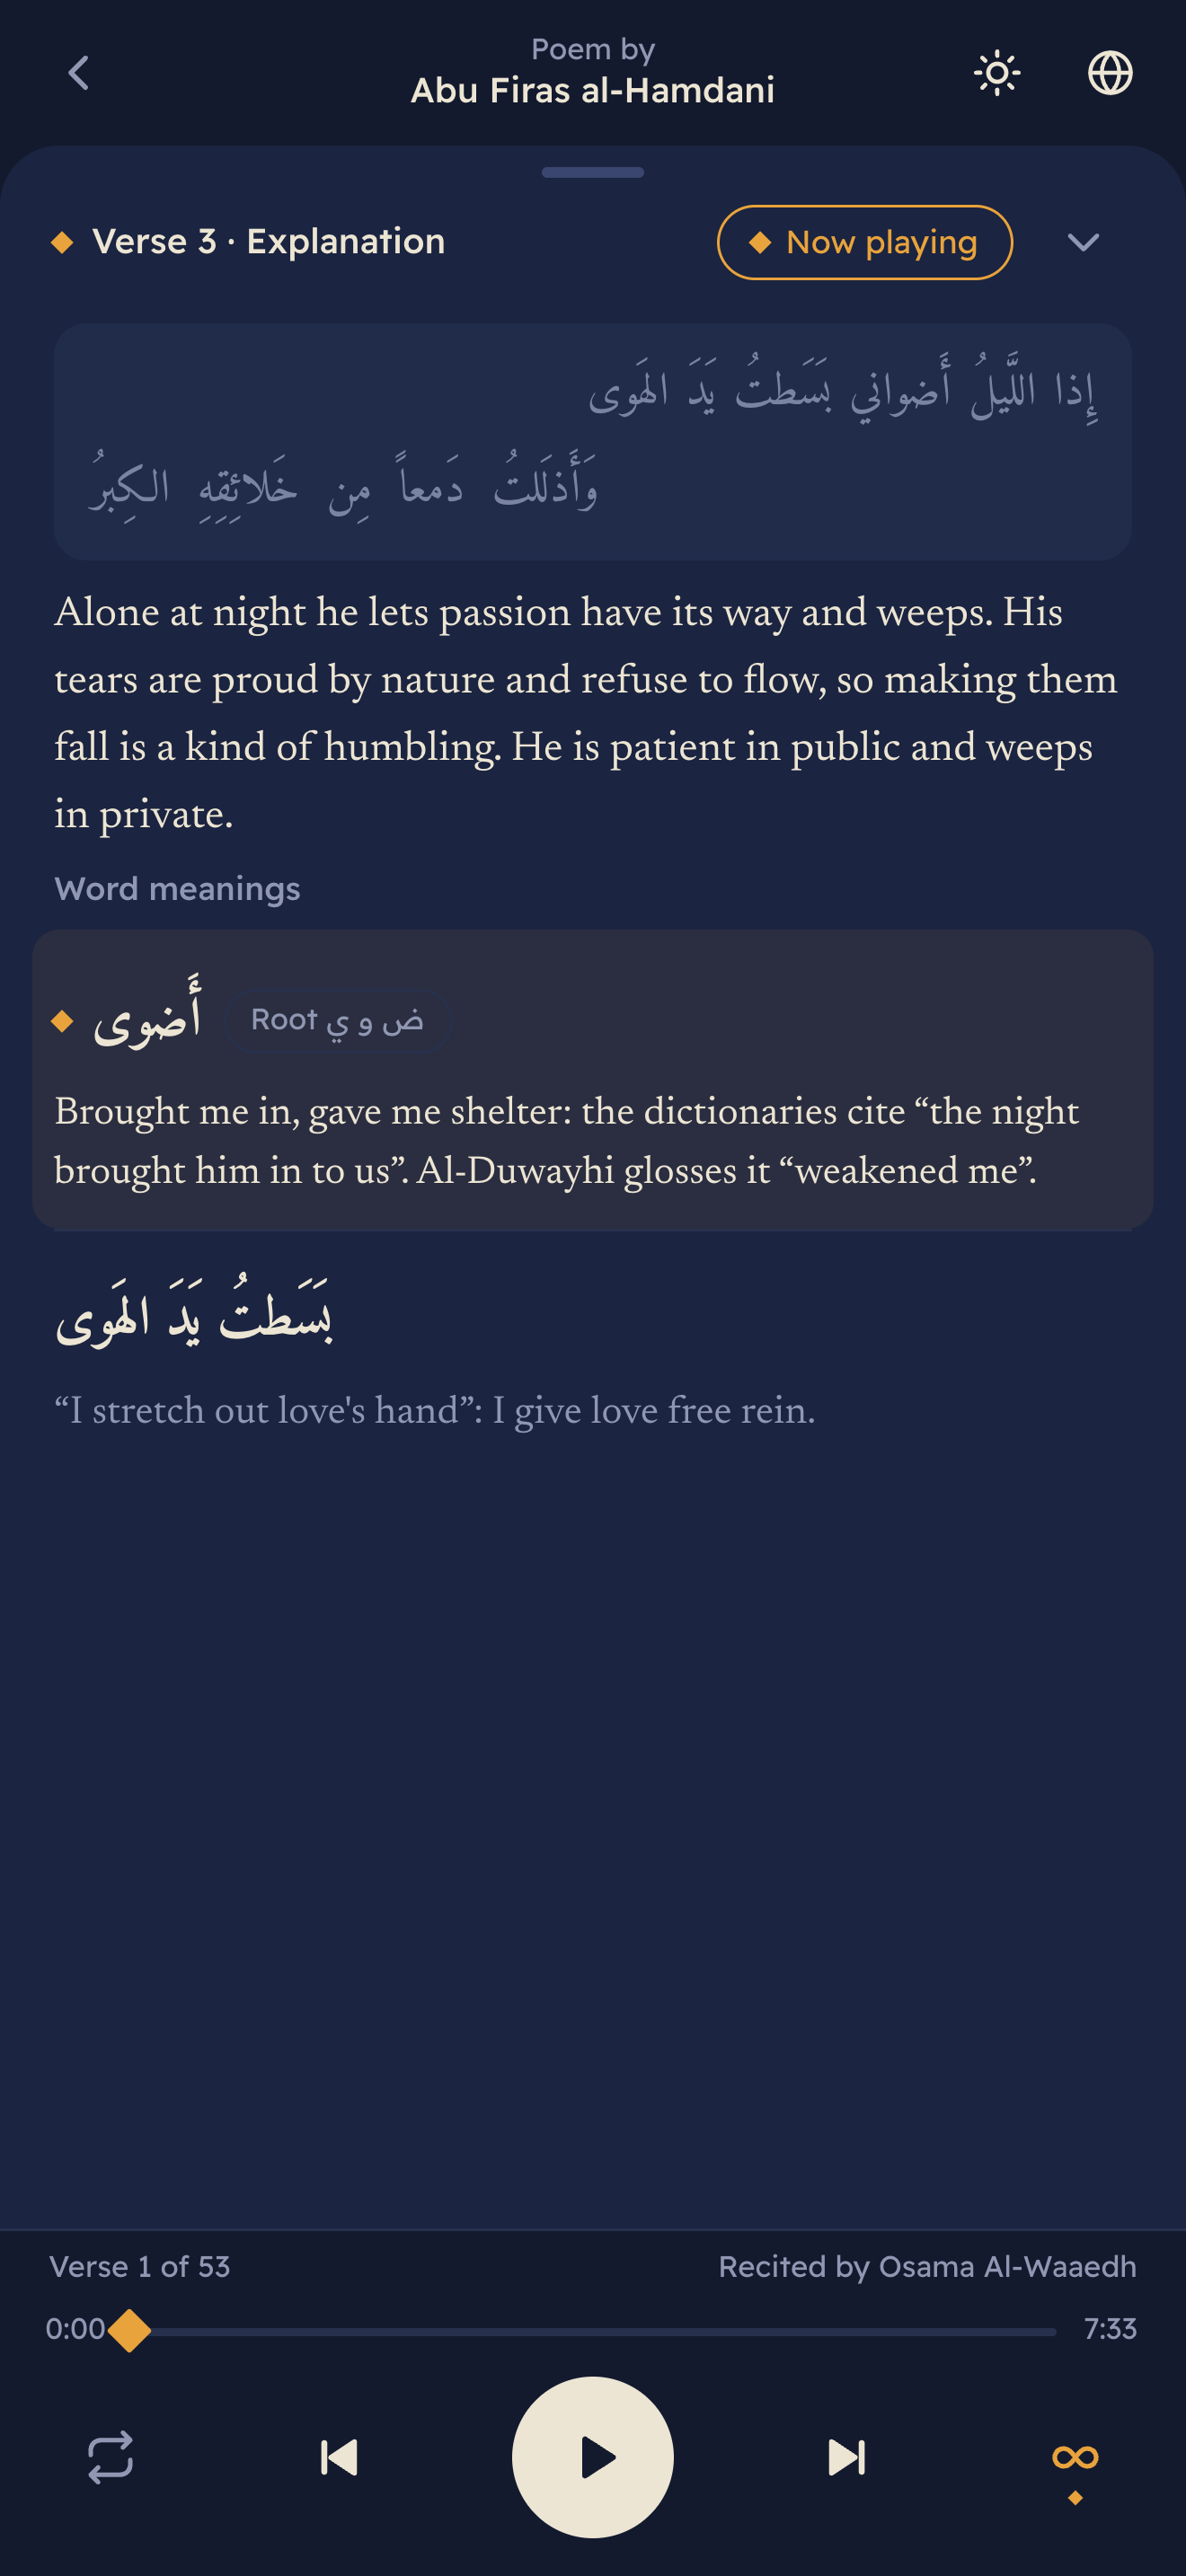 Poem by
Abu Firas al-Hamdani
Verse 3 · Explanation
Now playing
إِذا اللَّيلُ أَضواني بَسَطتُ يَدَ الهَوى
وَأَذلَلتُ دَمعاً مِن خَلائِقِهِ الكِبرُ
Alone at night he lets passion have its way and weeps. His
tears are proud by nature and refuse to flow, so making them
fall is a kind of humbling. He is patient in public and weeps
in private.
Word meanings
أَضوى
Root ض و ي
Brought me in, gave me shelter: the dictionaries cite “the night
brought him in to us”. Al-Duwayhi glosses it “weakened me”.
بَسَطتُ يَدَ الهَوى
“I stretch out love's hand”: I give love free rein.
Verse 1 of 53
Recited by Osama Al-Waaedh
0:00
7:33